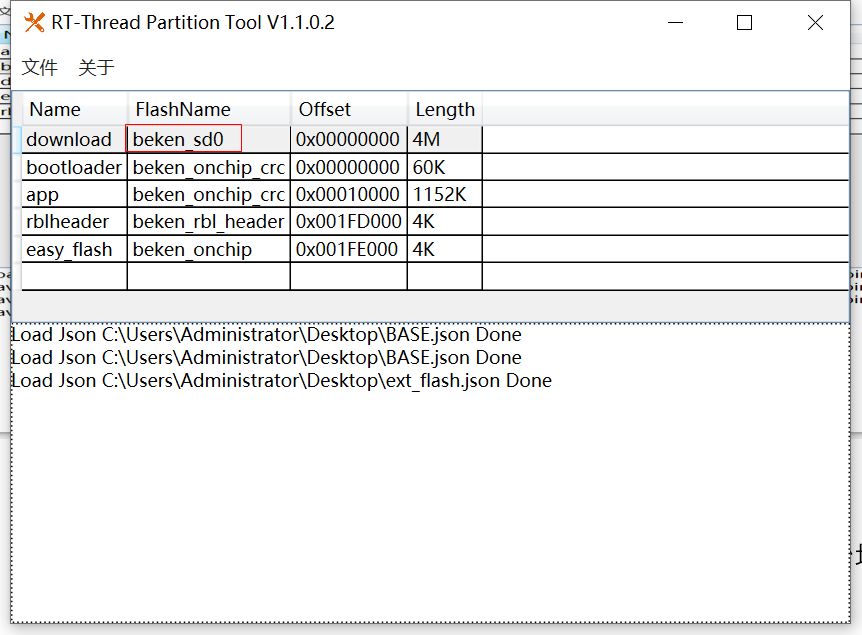 RT-Thread Partition Tool V1.1.0.2
文件 关于
Name FlashName Offset Length
download beken_sd0 0x00000000 4M
bootloader beken_onchip_crc 0x00000000 60K
app beken_onchip_crc 0x00010000 1152K
rblheader beken_rbl_header 0x001FD000 4K
easy_flash beken_onchip 0x001FE000 4K
Load Json C:\Users\Administrator\Desktop\BASE.json Done
Load Json C:\Users\Administrator\Desktop\BASE.json Done
Load Json C:\Users\Administrator\Desktop\ext_flash.json Done